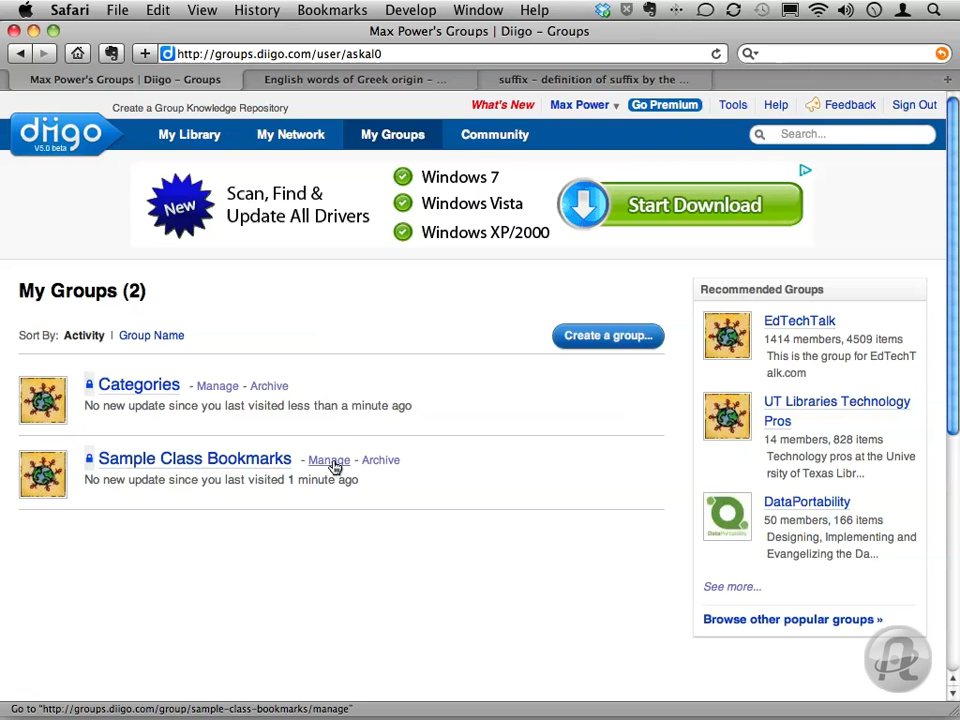 Safari File Edit View History Bookmarks Develop Window Help
Max Power's Groups | Diigo – Groups
http://groups.diigo.com/user/askal0
Max Power's Groups | Diigo – Groups
English words of Greek origin – ...
suffix – definition of suffix by the ...
Create a Group Knowledge Repository
What's New Max Power Go Premium Tools Help Feedback Sign Out
diigo
V5.0 beta
My Library My Network My Groups Community Search...
New
Scan, Find &
Update All Drivers
Windows 7
Windows Vista
Windows XP/2000
Start Download
My Groups (2)
Sort By: Activity | Group Name
Create a group...
Categories - Manage - Archive
No new update since you last visited less than a minute ago
Sample Class Bookmarks - Manage - Archive
No new update since you last visited 1 minute ago
Recommended Groups
EdTechTalk
1414 members, 4509 items
This is the group for EdTechT
alk.com
UT Libraries Technology
Pros
14 members, 828 items
Technology pros at the Unive
rsity of Texas Libr...
DataPortability
DataPortability
50 members, 166 items
Designing, Implementing and
Evangelizing the Da...
See more...
Browse other popular groups »
Go to "http://groups.diigo.com/group/sample-class-bookmarks/manage"